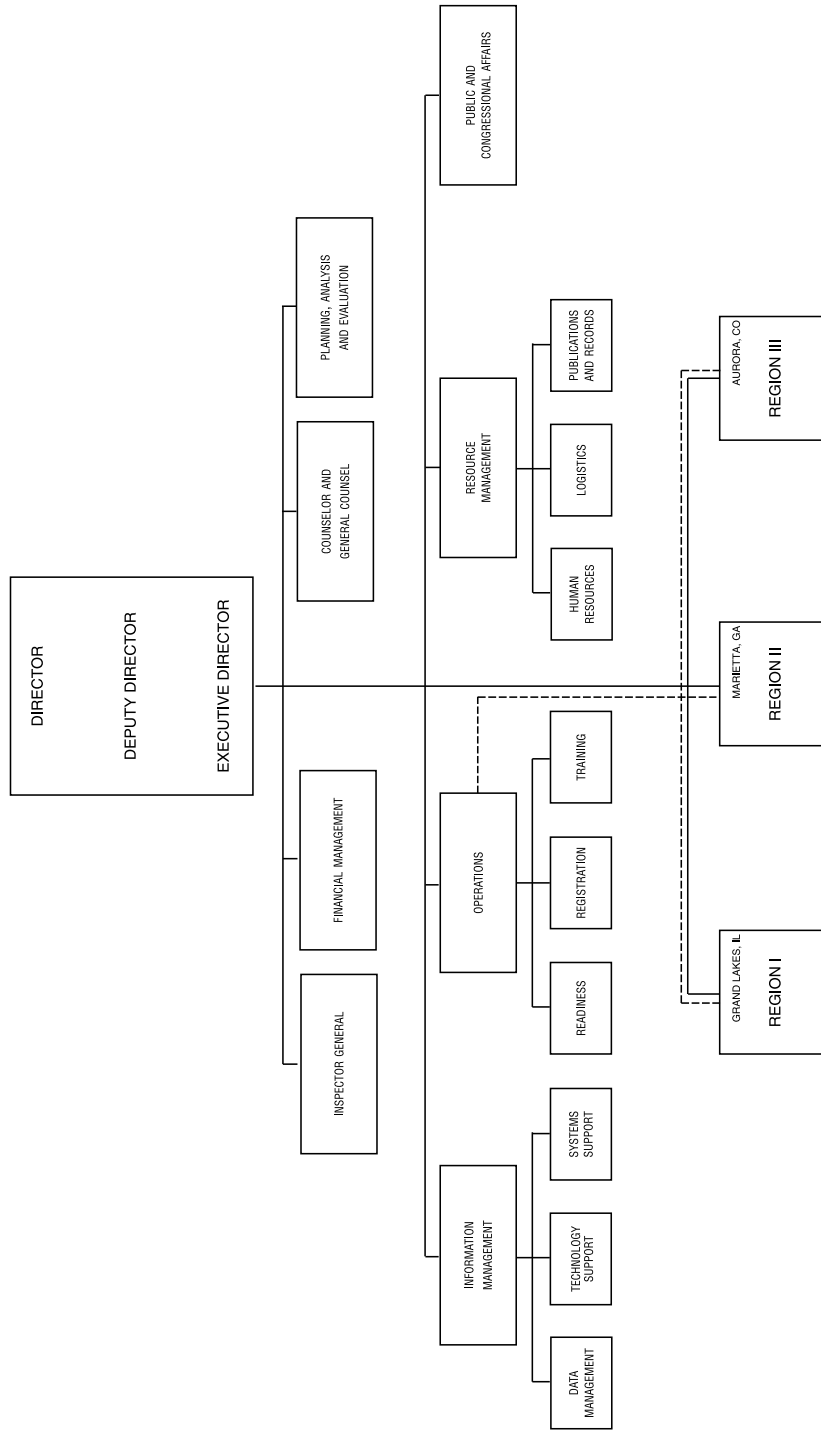 DIRECTOR
DEPUTY DIRECTOR
EXECUTIVE DIRECTOR
INSPECTOR GENERAL
FINANCIAL MANAGEMENT
COUNSELOR AND
GENERAL COUNSEL
PLANNING, ANALYSIS
AND EVALUATION
INFORMATION
MANAGEMENT
OPERATIONS
RESOURCE
MANAGEMENT
PUBLIC AND
CONGRESSIONAL AFFAIRS
DATA
MANAGEMENT
TECHNOLOGY
SUPPORT
SYSTEMS
SUPPORT
READINESS
REGISTRATION
TRAINING
HUMAN
RESOURCES
LOGISTICS
PUBLICATIONS
AND RECORDS
GRAND LAKES, IL
REGION I
MARIETTA, GA
REGION II
AURORA, CO
REGION III